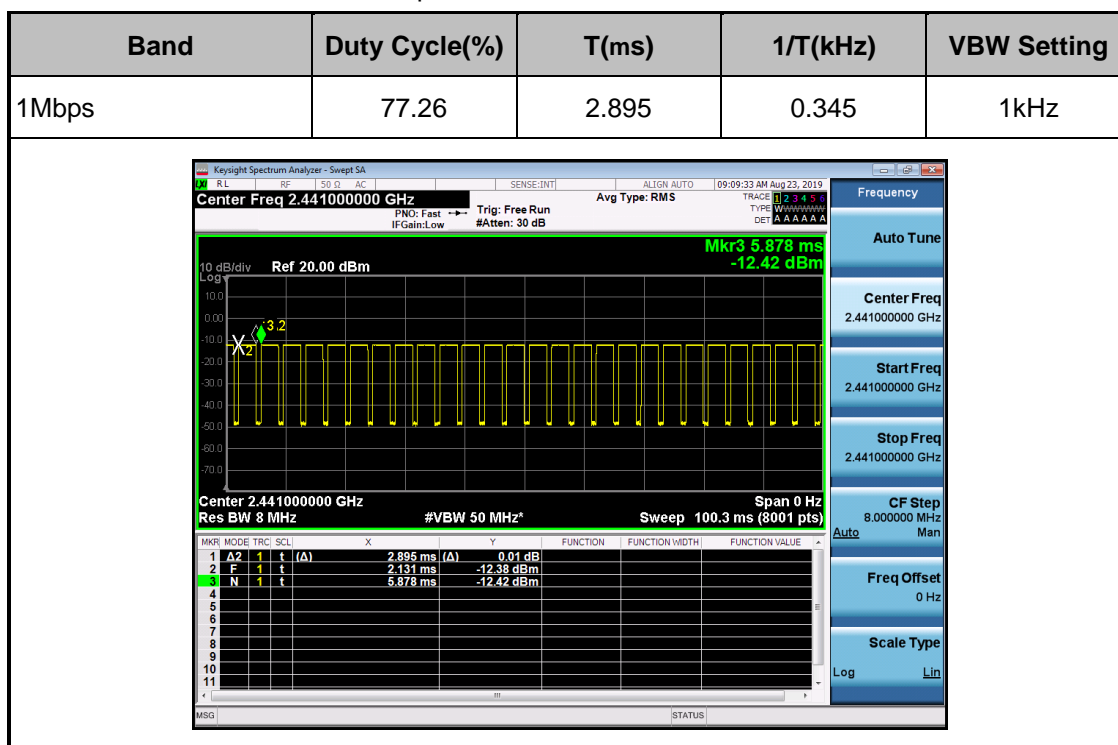 Band Duty Cycle(%) T(ms) 1/T(kHz) VBW Setting
1Mbps 77.26 2.895 0.345 1kHz
Keysight Spectrum Analyzer - Swept SA
LXI RL RF 50 Ω AC SENSE:INT ALIGN AUTO 09:09:33 AM Aug 23, 2019
Center Freq 2.441000000 GHz
PNO: Fast
IFGain:Low
Trig: Free Run
#Atten: 30 dB
Avg Type: RMS
TRACE 1 2 3 4 5 6
TYPE WWWWWW
DET A A A A A A
Mkr3 5.878 ms
-12.42 dBm
10 dB/div Ref 20.00 dBm
Log
10.0
0.00
-10.0
-20.0
-30.0
-40.0
-50.0
-60.0
-70.0
Center 2.441000000 GHz Span 0 Hz
Res BW 8 MHz #VBW 50 MHz* Sweep 100.3 ms (8001 pts)
MKR MODE TRC SCL X Y FUNCTION FUNCTION WIDTH FUNCTION VALUE
1 Δ2 1 t (Δ) 2.895 ms (Δ) 0.01 dB
2 F 1 t 2.131 ms -12.38 dBm
3 N 1 t 5.878 ms -12.42 dBm
4
5
6
7
8
9
10
11
MSG STATUS
Frequency
Auto Tune
Center Freq
2.441000000 GHz
Start Freq
2.441000000 GHz
Stop Freq
2.441000000 GHz
CF Step
8.000000 MHz
Auto Man
Freq Offset
0 Hz
Scale Type
Log Lin